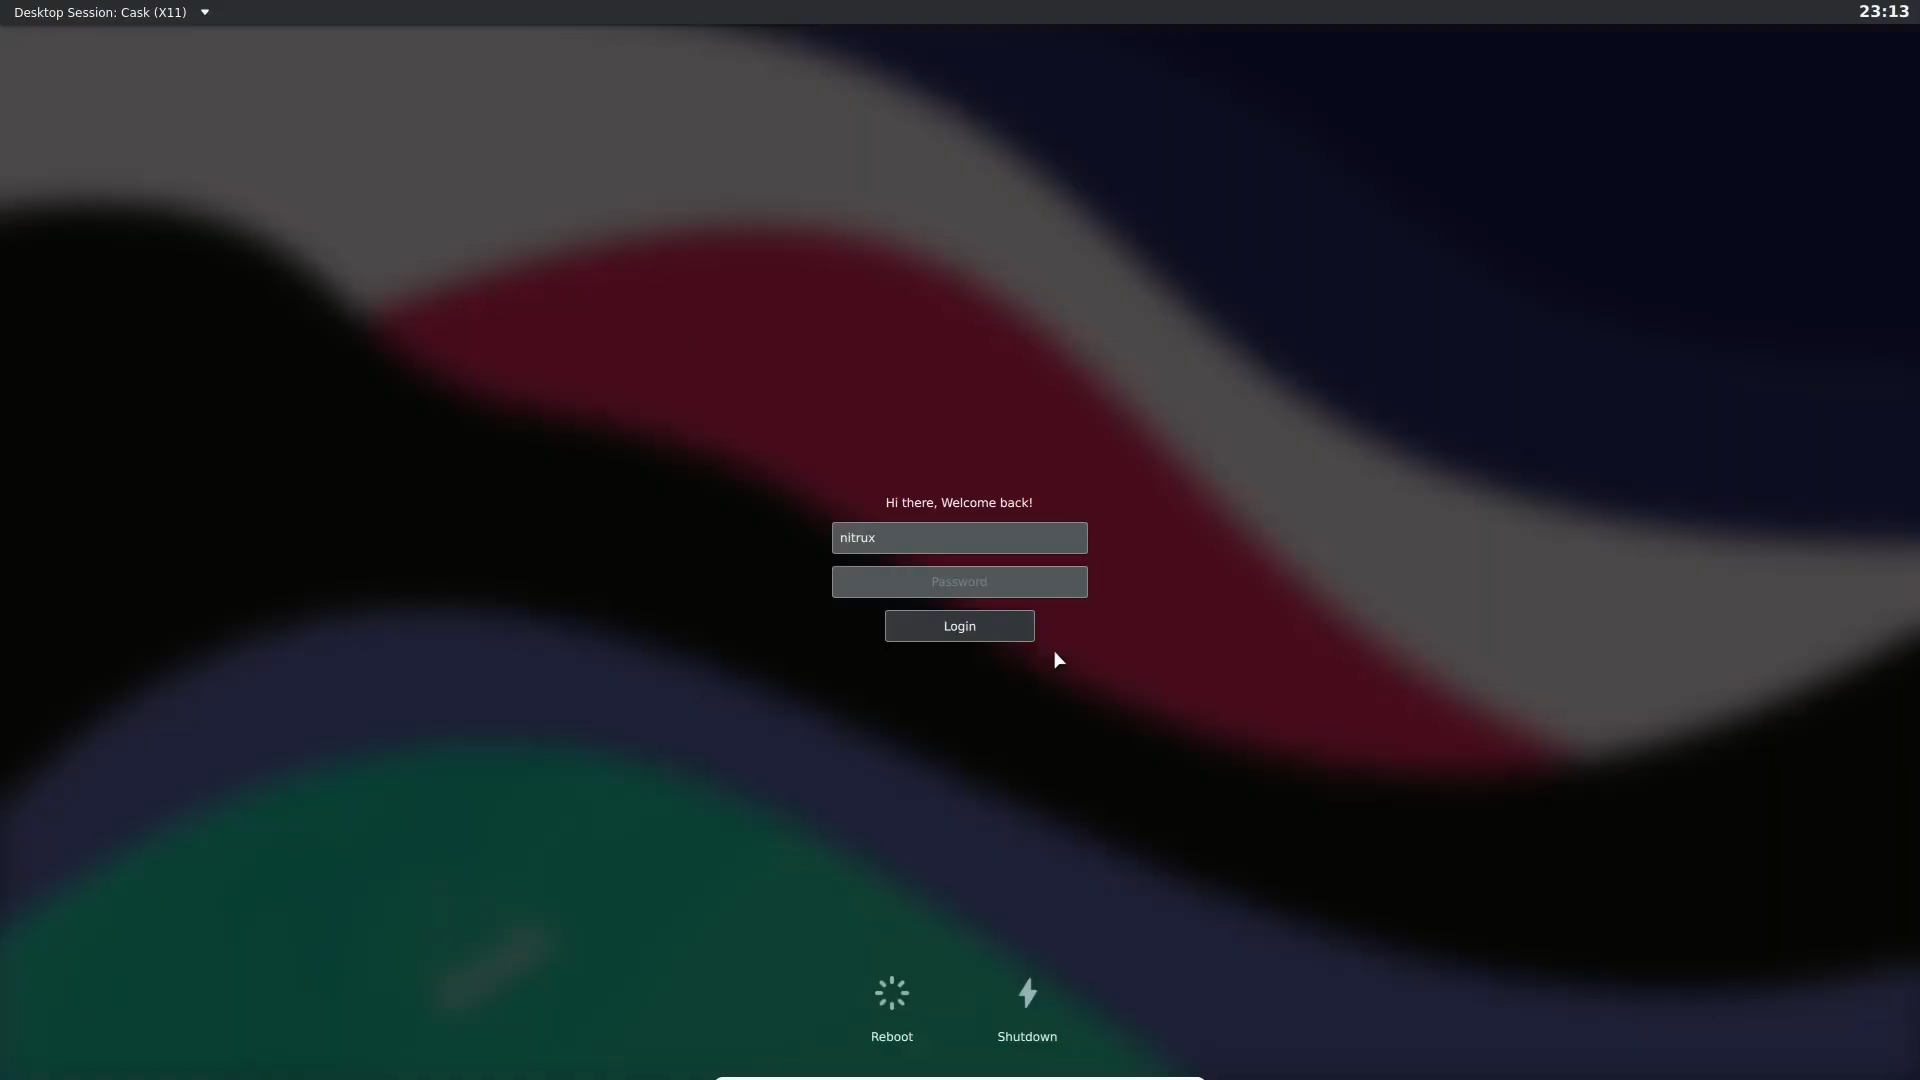 Desktop Session: Cask (X11)
23:13
Hi there, Welcome back!
nitrux
Password
Login
Reboot
Shutdown